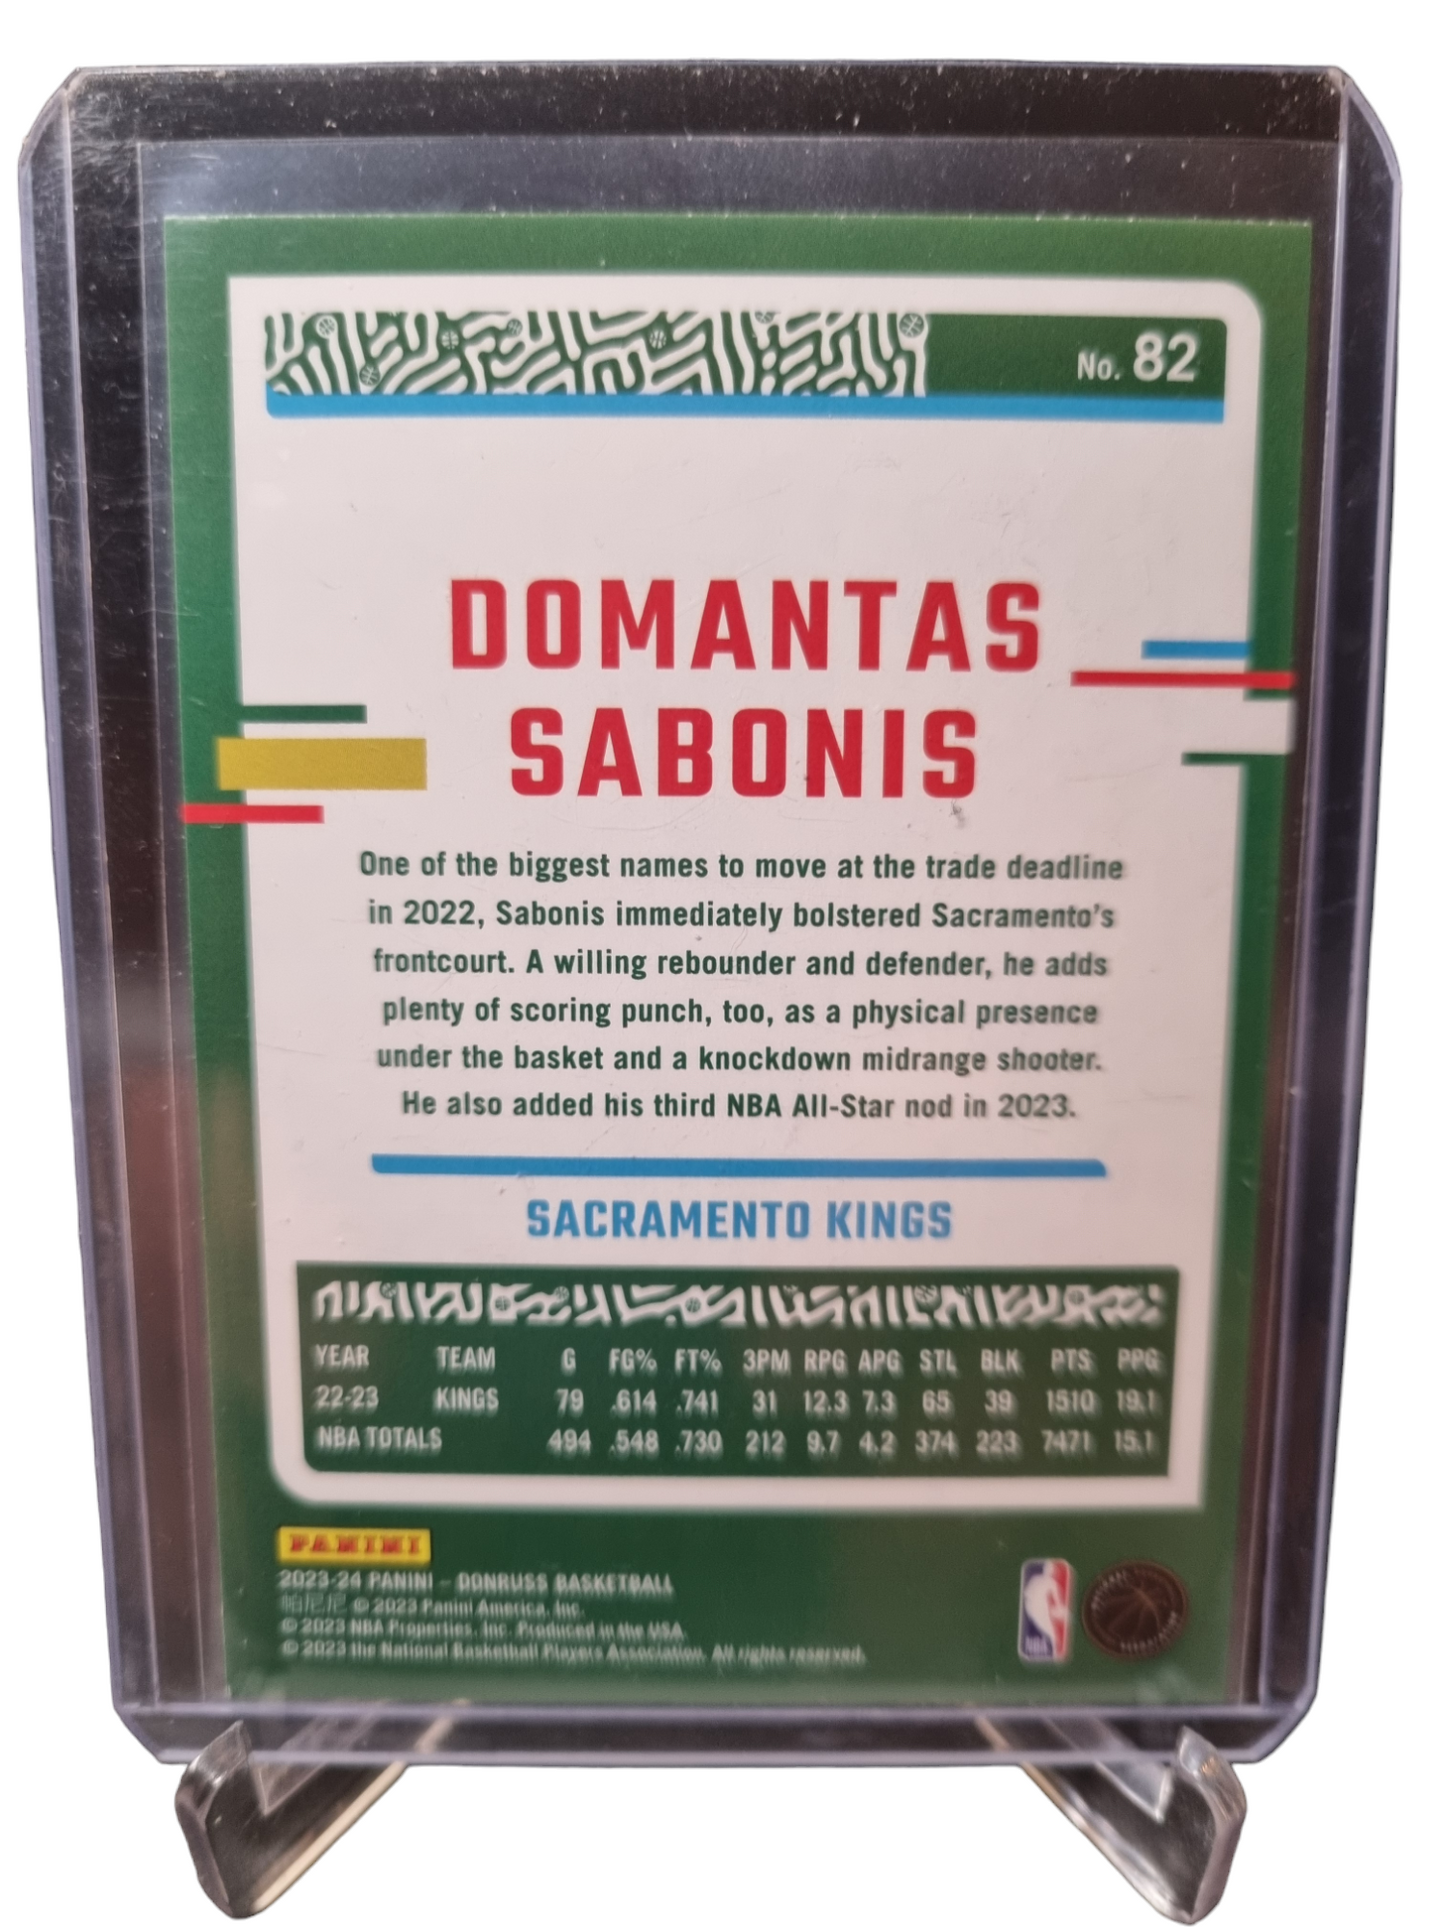 No. 82
DOMANTAS
SABONIS
One of the biggest names to move at the trade deadline
in 2022, Sabonis immediately bolstered Sacramento's
frontcourt. A willing rebounder and defender, he adds
plenty of scoring punch, too, as a physical presence
under the basket and a knockdown midrange shooter.
He also added his third NBA All-Star nod in 2023.
SACRAMENTO KINGS
YEAR TEAM G FG% FT% 3PM RPG APG STL BLK PTS PPG
22-23 KINGS 79 .614 .741 31 12.3 7.3 65 39 1510 19.1
NBA TOTALS 494 .548 .730 212 9.7 4.2 374 223 7471 15.1
PANINI
2023-24 PANINI – DONRUSS BASKETBALL
帕尼尼 © 2023 Panini America, Inc.
© 2023 NBA Properties, Inc. Produced in the USA.
© 2023 the National Basketball Players Association. All rights reserved.
NBA